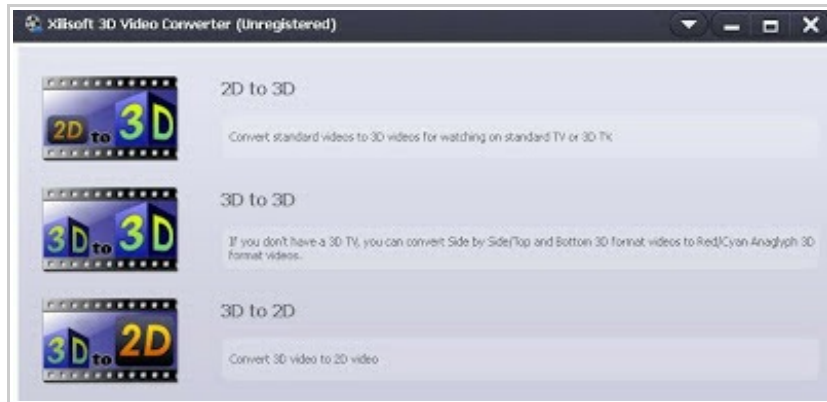 Xilisoft 3D Video Converter (Unregistered)
2D to 3D
2D to 3D
Convert standard videos to 3D videos for watching on standard TV or 3D TV.
3D to 3D
3D to 3D
If you don't have a 3D TV, you can convert Side by Side/Top and Bottom 3D format videos to Red/Cyan Anaglyph 3D
format videos.
3D to 2D
3D to 2D
Convert 3D video to 2D video